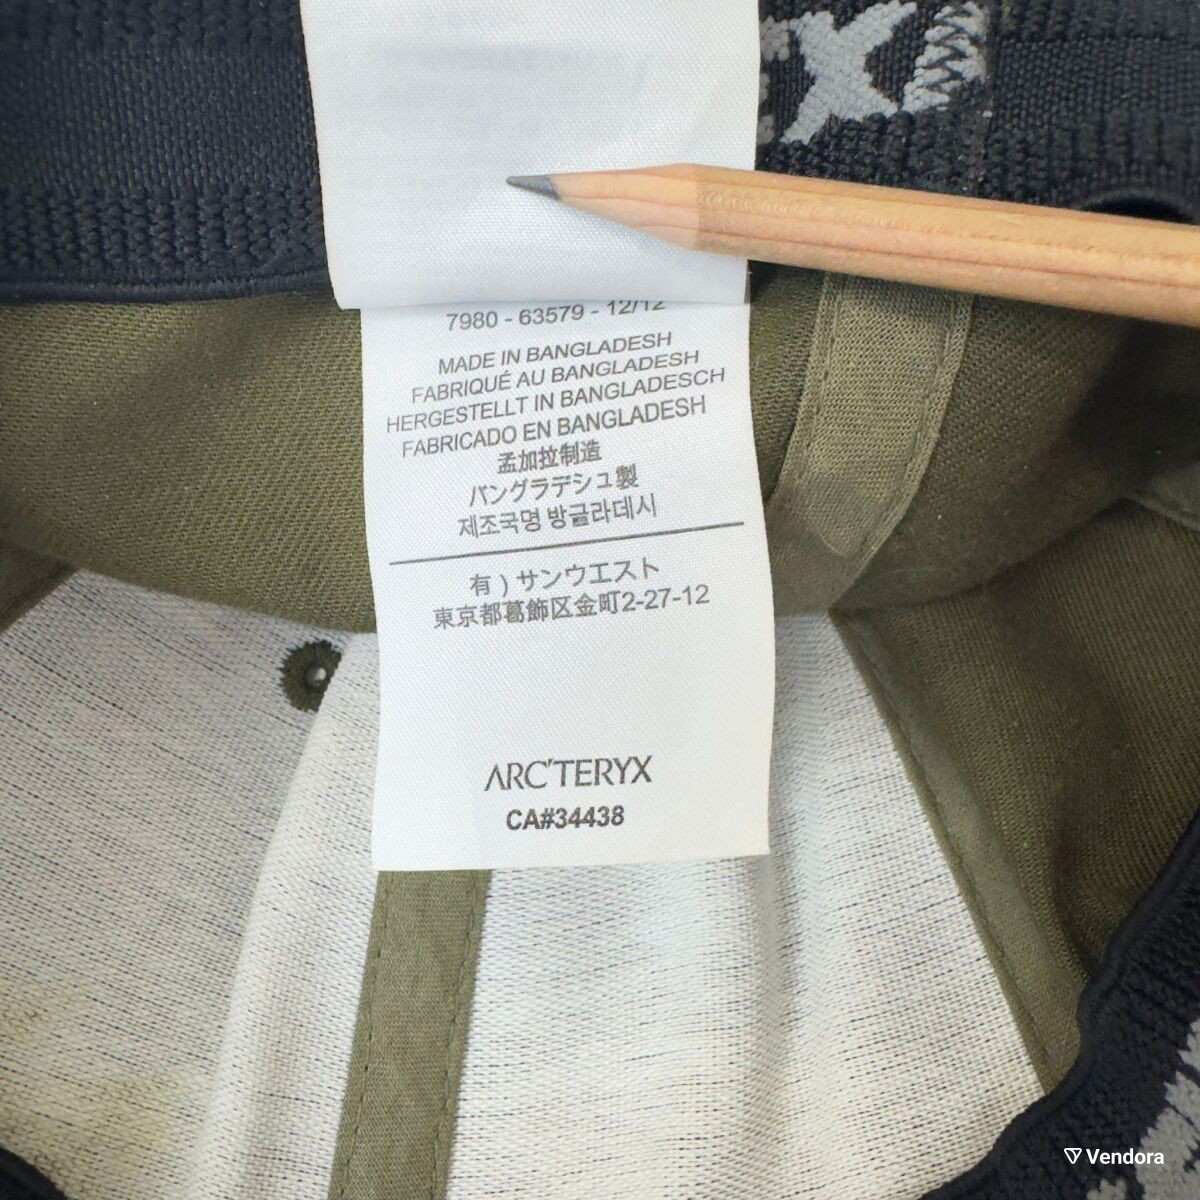 7980 - 63579 - 12/12
MADE IN BANGLADESH
FABRIQUÉ AU BANGLADESH
HERGESTELLT IN BANGLADESCH
FABRICADO EN BANGLADESH
孟加拉制造
バングラデシュ製
제조국명 방글라데시
有）サンウエスト
東京都葛飾区金町2-27-12
ARC'TERYX
CA#34438
Vendora